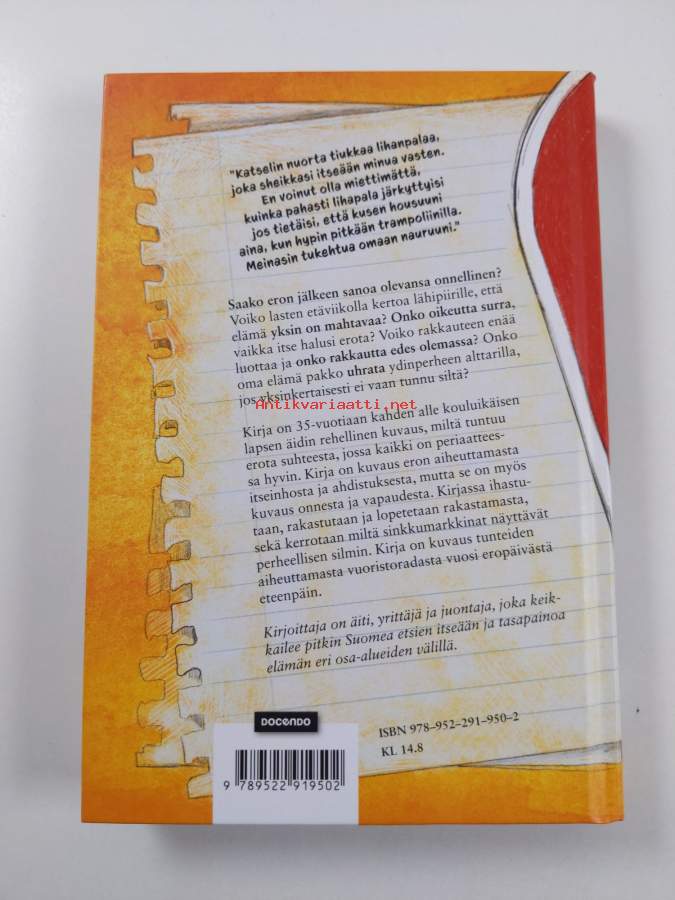 "Katselin nuorta tiukkaa lihanpalaa,
joka sheikkasi itseään minua vasten.
En voinut olla miettimättä,
kuinka pahasti lihapala järkyttyisi
jos tietäisi, että kusen housuuni
aina, kun hypin pitkään trampoliinilla.
Meinasin tukehtua omaan nauruuni."
Saako eron jälkeen sanoa olevansa onnellinen?
Voiko lasten etäviikolla kertoa lähipiirille, että
elämä yksin on mahtavaa? Onko oikeutta surra,
vaikka itse halusi erota? Voiko rakkauteen enää
luottaa ja onko rakkautta edes olemassa? Onko
oma elämä pakko uhrata ydinperheen alttarilla,
jos yksinkertaisesti ei vaan tunnu siltä?
Antikvariaatti.net
Kirja on 35-vuotiaan kahden alle kouluikäisen
lapsen äidin rehellinen kuvaus, miltä tuntuu
erota suhteesta, jossa kaikki on periaattees-
sa hyvin. Kirja on kuvaus eron aiheuttamasta
itseinhosta ja ahdistuksesta, mutta se on myös
kuvaus onnesta ja vapaudesta. Kirjassa ihastu-
taan, rakastutaan ja lopetetaan rakastamasta,
sekä kerrotaan miltä sinkkumarkkinat näyttävät
perheellisen silmin. Kirja on kuvaus tunteiden
aiheuttamasta vuoristoradasta vuosi eropäivästä
eteenpäin.
Kirjoittaja on äiti, yrittäjä ja juontaja, joka keik-
kailee pitkin Suomea etsien itseään ja tasapainoa
elämän eri osa-alueiden välillä.
DOCENDO
ISBN 978-952-291-950-2
KL 14.8
9 789522 919502